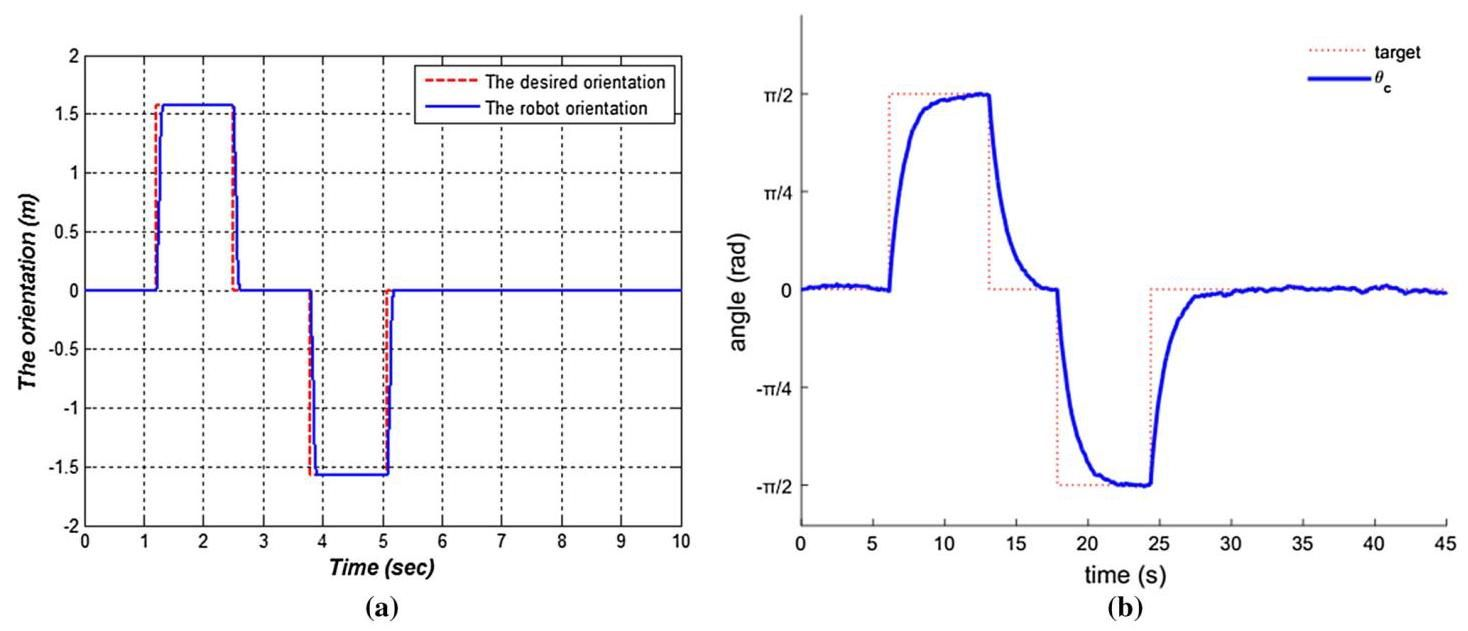 2
1.5
1
0.5
0
-0.5
-1
-1.5
-2
The orientation (m)
The desired orientation
The robot orientation
0 1 2 3 4 5 6 7 8 9 10
Time (sec)
(a)
π/2
π/4
0
-π/4
-π/2
angle (rad)
target
θc
0 5 10 15 20 25 30 35 40 45
time (s)
(b)